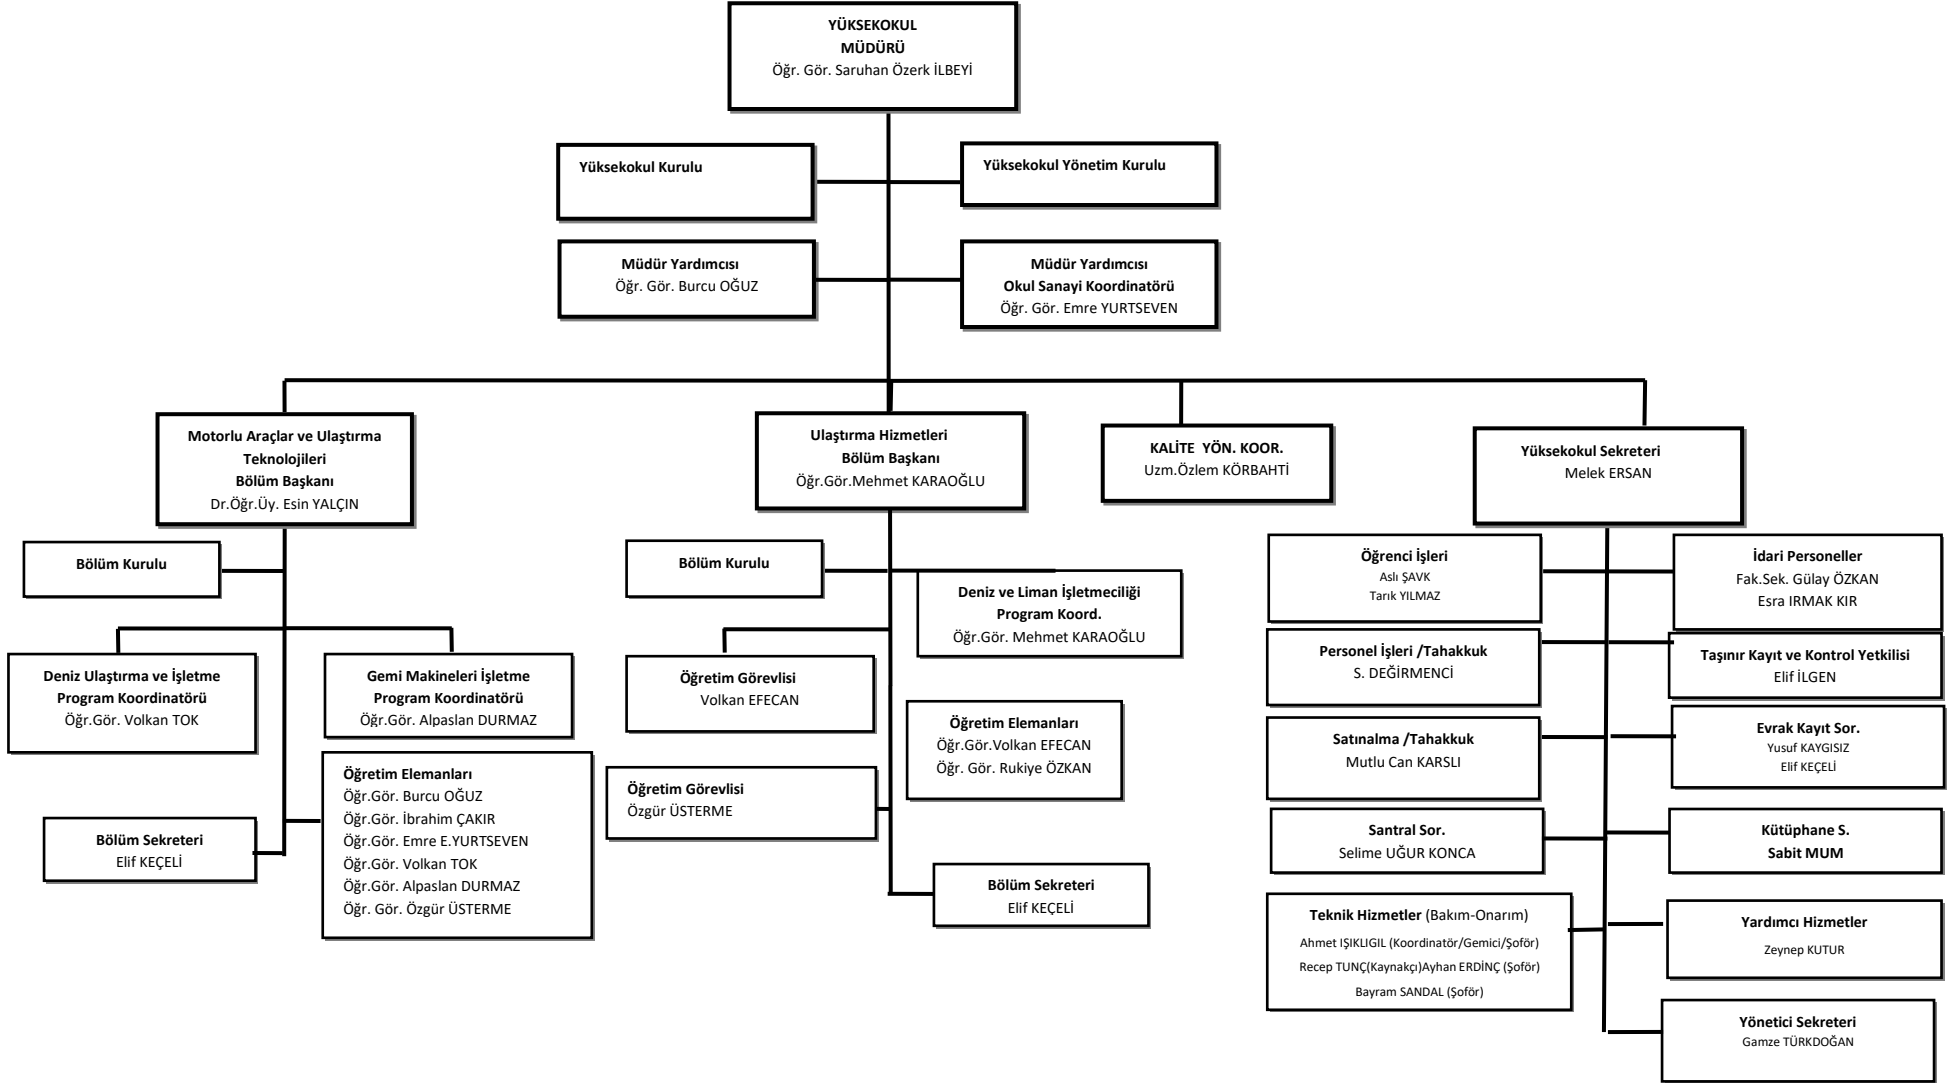 YÜKSEKOKUL
MÜDÜRÜ
Öğr. Gör. Saruhan Özerk İLBEYİ
Yüksekokul Kurulu
Yüksekokul Yönetim Kurulu
Müdür Yardımcısı
Öğr. Gör. Burcu OĞUZ
Müdür Yardımcısı
Okul Sanayi Koordinatörü
Öğr. Gör. Emre YURTSEVEN
Motorlu Araçlar ve Ulaştırma
Teknolojileri
Bölüm Başkanı
Dr.Öğr.Üy. Esin YALÇIN
Ulaştırma Hizmetleri
Bölüm Başkanı
Öğr.Gör.Mehmet KARAOĞLU
KALİTE YÖN. KOOR.
Uzm.Özlem KÖRBAHTİ
Yüksekokul Sekreteri
Melek ERSAN
Bölüm Kurulu
Deniz Ulaştırma ve İşletme
Program Koordinatörü
Öğr.Gör. Volkan TOK
Gemi Makineleri İşletme
Program Koordinatörü
Öğr.Gör. Alpaslan DURMAZ
Öğretim Elemanları
Öğr.Gör. Burcu OĞUZ
Öğr.Gör. İbrahim ÇAKIR
Öğr.Gör. Emre E.YURTSEVEN
Öğr.Gör. Volkan TOK
Öğr.Gör. Alpaslan DURMAZ
Öğr. Gör. Özgür ÜSTERME
Bölüm Sekreteri
Elif KEÇELİ
Bölüm Kurulu
Deniz ve Liman İşletmeciliği
Program Koord.
Öğr.Gör. Mehmet KARAOĞLU
Öğretim Görevlisi
Volkan EFECAN
Öğretim Elemanları
Öğr.Gör.Volkan EFECAN
Öğr. Gör. Rukiye ÖZKAN
Öğretim Görevlisi
Özgür ÜSTERME
Bölüm Sekreteri
Elif KEÇELİ
Öğrenci İşleri
Aslı ŞAVK
Tarık YILMAZ
İdari Personeller
Fak.Sek. Gülay ÖZKAN
Esra IRMAK KIR
Personel İşleri /Tahakkuk
S. DEĞİRMENCİ
Taşınır Kayıt ve Kontrol Yetkilisi
Elif İLGEN
Satınalma /Tahakkuk
Mutlu Can KARSLI
Evrak Kayıt Sor.
Yusuf KAYGISIZ
Elif KEÇELİ
Santral Sor.
Selime UĞUR KONCA
Kütüphane S.
Sabit MUM
Teknik Hizmetler (Bakım-Onarım)
Ahmet IŞIKLIGIL (Koordinatör/Gemici/Şoför)
Recep TUNÇ(Kaynakçı)Ayhan ERDİNÇ (Şoför)
Bayram SANDAL (Şoför)
Yardımcı Hizmetler
Zeynep KUTUR
Yönetici Sekreteri
Gamze TÜRKDOĞAN